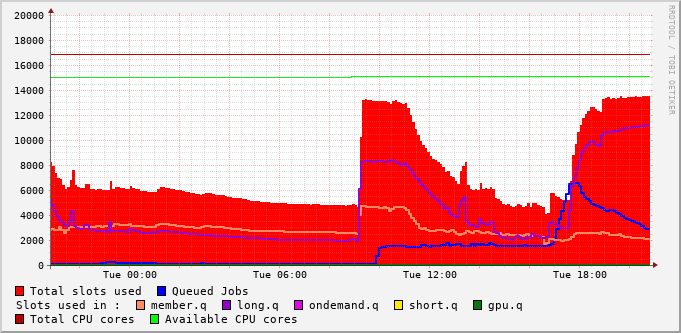 RRDTOOL / TOBI OETIKER
20000
18000
16000
14000
12000
10000
8000
6000
4000
2000
0
Tue 00:00 Tue 06:00 Tue 12:00 Tue 18:00
Total slots used Queued Jobs
Slots used in : member.q long.q ondemand.q short.q gpu.q
Total CPU cores Available CPU cores